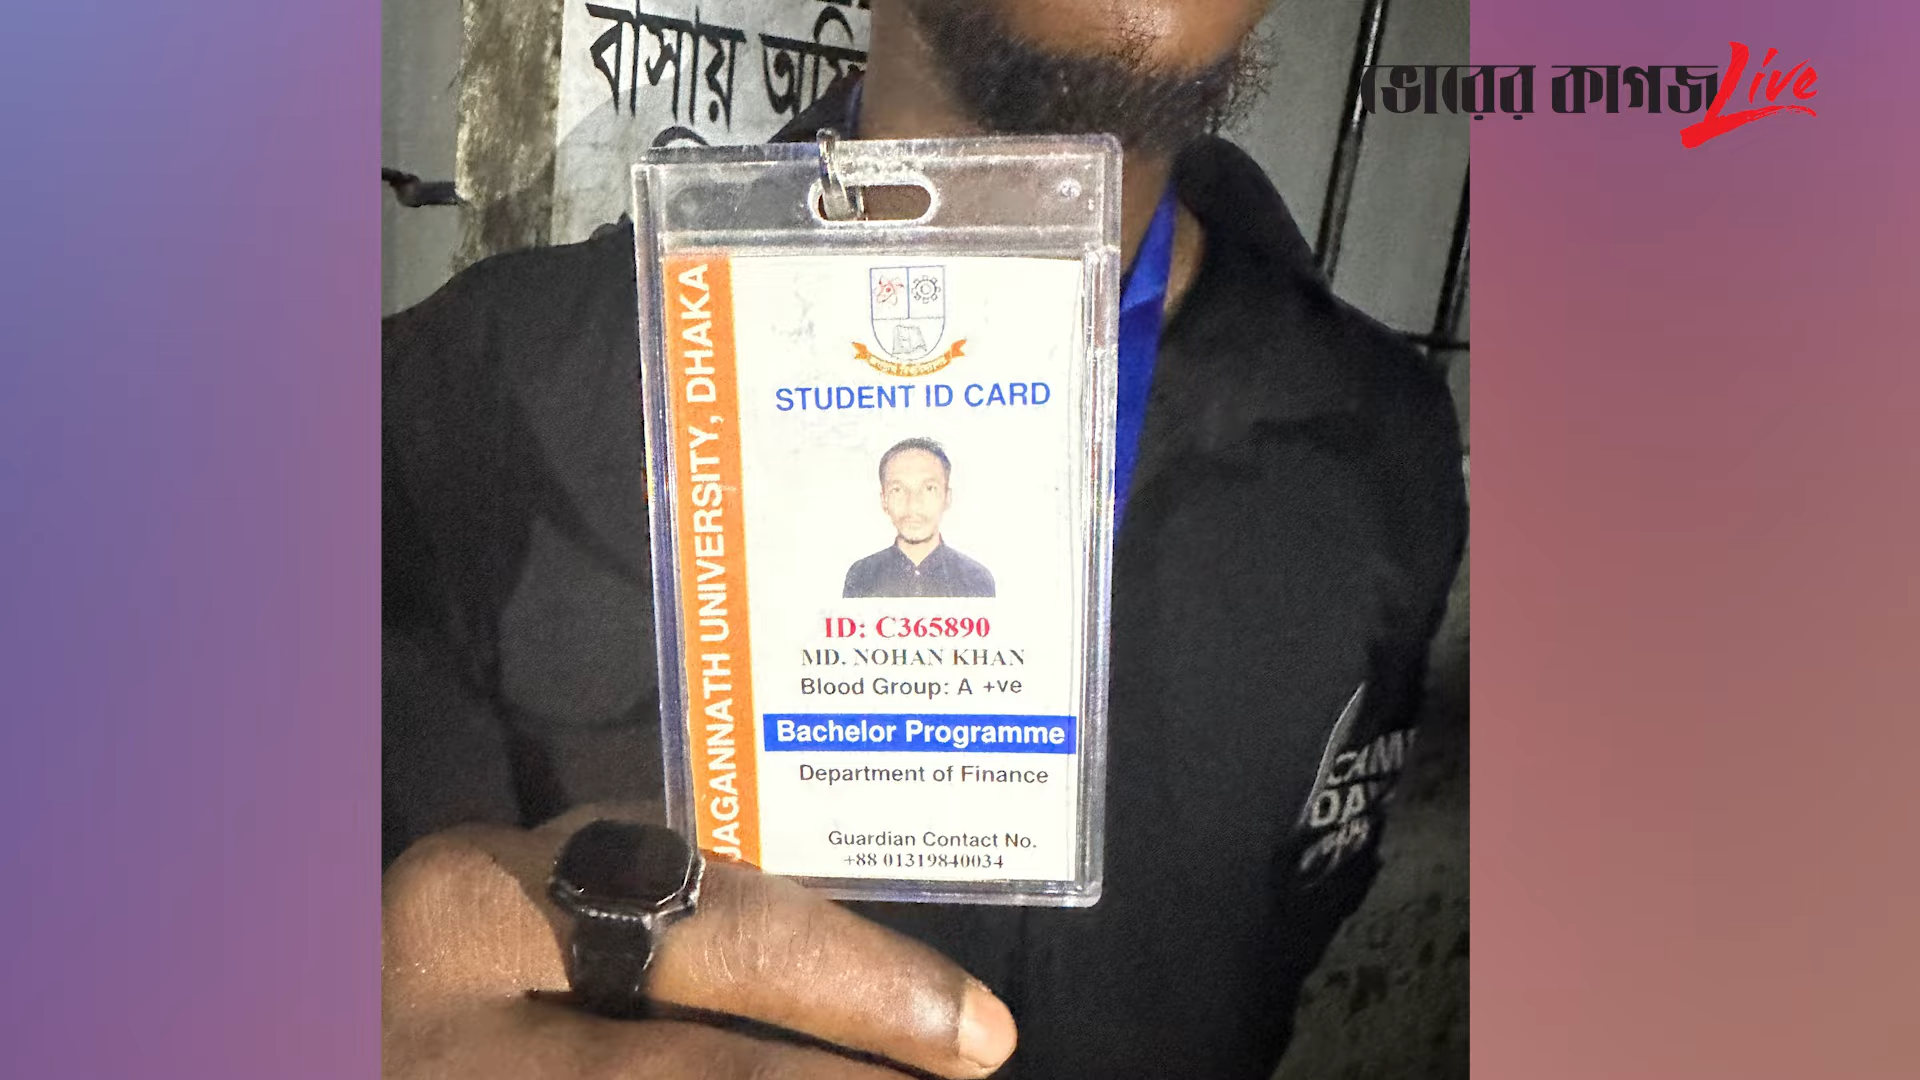 বাসায়
ভোরের কাগজ Live
JAGANNATH UNIVERSITY, DHAKA
STUDENT ID CARD
ID: C365890
MD. NOHAN KHAN
Blood Group: A +ve
Bachelor Programme
Department of Finance
Guardian Contact No.
+88 01319840034